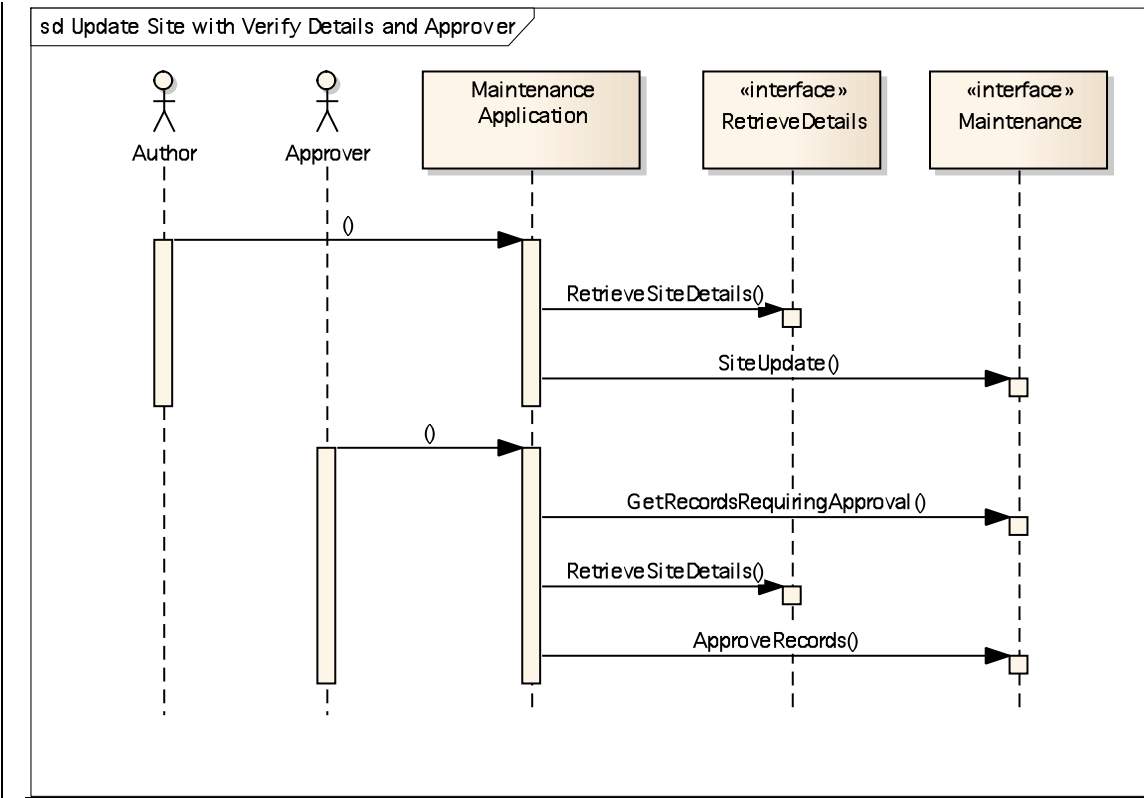 sd Update Site with Verify Details and Approver
Author
Approver
Maintenance
Application
«interface»
RetrieveDetails
«interface»
Maintenance
()
RetrieveSiteDetails()
SiteUpdate()
()
GetRecordsRequiringApproval()
RetrieveSiteDetails()
ApproveRecords()